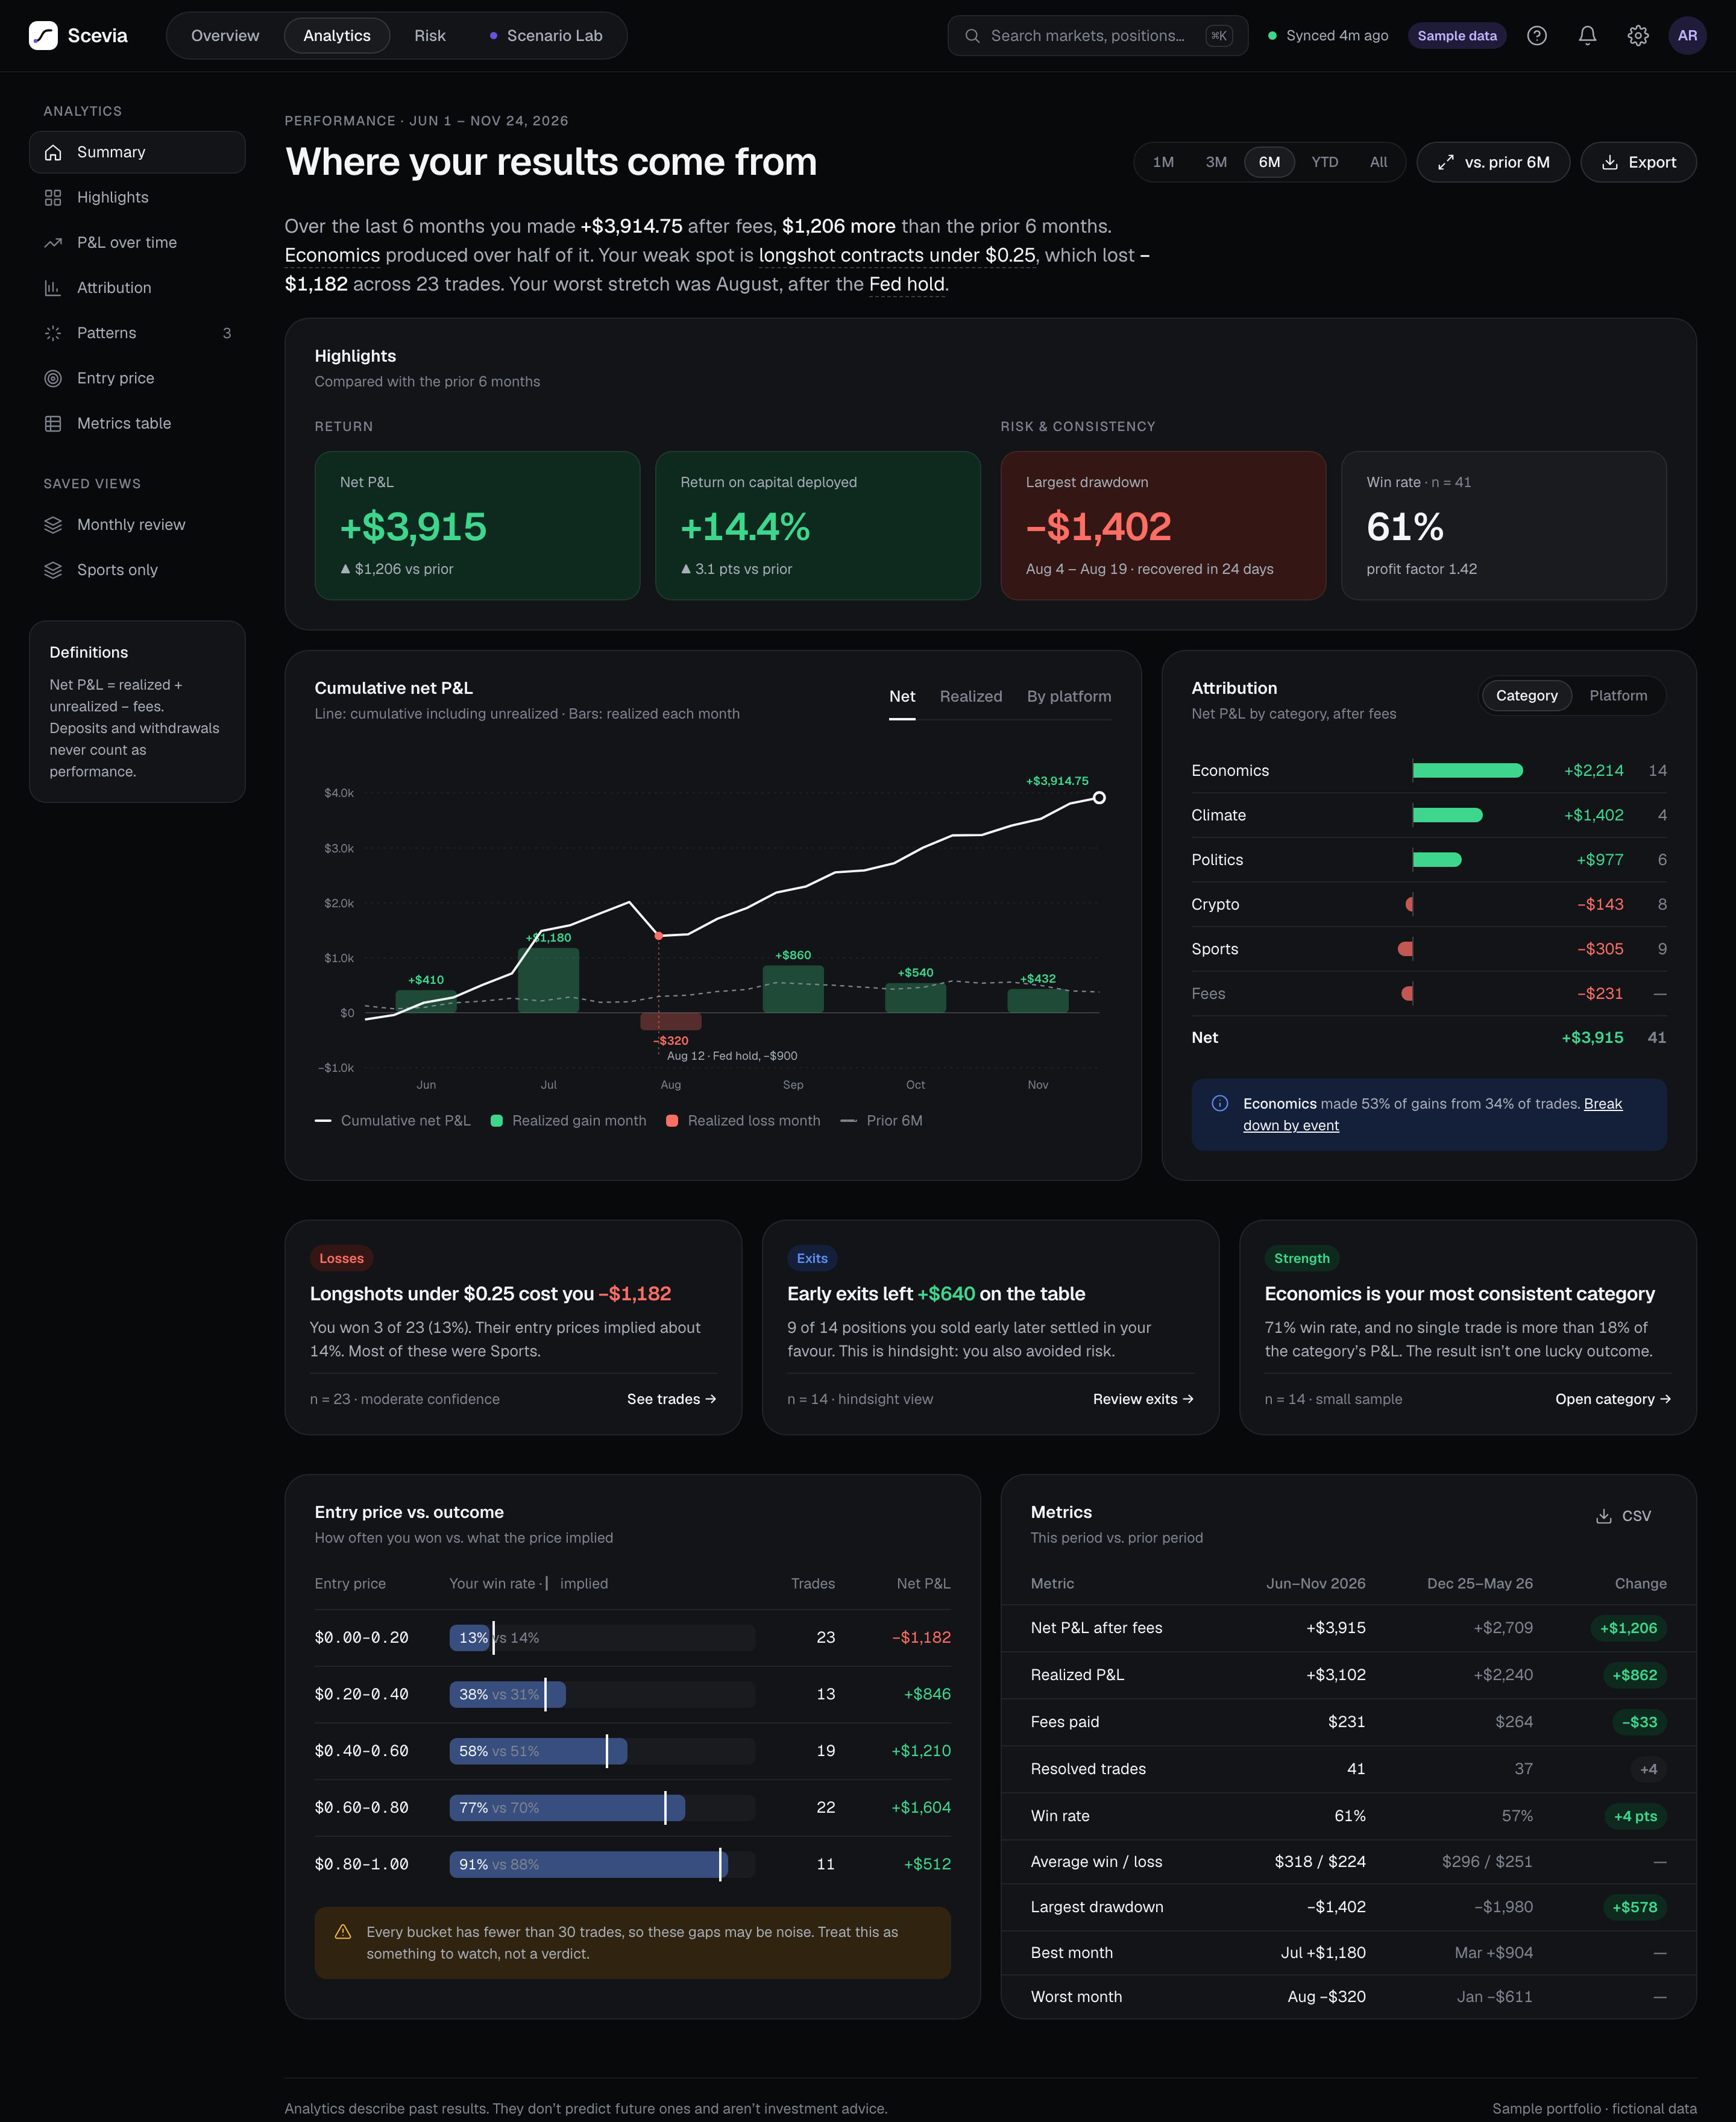 Scevia
Overview
Analytics
Risk
Scenario Lab
Search markets, positions...
⌘K
Synced 4m ago
Sample data
AR
ANALYTICS
Summary
Highlights
P&L over time
Attribution
Patterns 3
Entry price
Metrics table
SAVED VIEWS
Monthly review
Sports only
Definitions
Net P&L = realized +
unrealized – fees.
Deposits and withdrawals
never count as
performance.
PERFORMANCE · JUN 1 – NOV 24, 2026
Where your results come from
1M 3M 6M YTD All
vs. prior 6M
Export
Over the last 6 months you made +$3,914.75 after fees, $1,206 more than the prior 6 months.
Economics produced over half of it. Your weak spot is longshot contracts under $0.25, which lost –
$1,182 across 23 trades. Your worst stretch was August, after the Fed hold.
Highlights
Compared with the prior 6 months
RETURN
Net P&L
+$3,915
▲ $1,206 vs prior
Return on capital deployed
+14.4%
▲ 3.1 pts vs prior
RISK & CONSISTENCY
Largest drawdown
–$1,402
Aug 4 – Aug 19 · recovered in 24 days
Win rate · n = 41
61%
profit factor 1.42
Cumulative net P&L
Line: cumulative including unrealized · Bars: realized each month
Net Realized By platform
+$3,914.75
$4.0k
$3.0k
$2.0k
$1.0k
$0
–$1.0k
+$410
+$1,180
–$320
+$860
+$540
+$432
Aug 12 · Fed hold, –$900
Jun Jul Aug Sep Oct Nov
Cumulative net P&L
Realized gain month
Realized loss month
Prior 6M
Attribution
Net P&L by category, after fees
Category Platform
Economics +$2,214 14
Climate +$1,402 4
Politics +$977 6
Crypto –$143 8
Sports –$305 9
Fees –$231 —
Net +$3,915 41
Economics made 53% of gains from 34% of trades. Break
down by event
Losses
Longshots under $0.25 cost you –$1,182
You won 3 of 23 (13%). Their entry prices implied about
14%. Most of these were Sports.
n = 23 · moderate confidence
See trades →
Exits
Early exits left +$640 on the table
9 of 14 positions you sold early later settled in your
favour. This is hindsight: you also avoided risk.
n = 14 · hindsight view
Review exits →
Strength
Economics is your most consistent category
71% win rate, and no single trade is more than 18% of
the category’s P&L. The result isn’t one lucky outcome.
n = 14 · small sample
Open category →
Entry price vs. outcome
How often you won vs. what the price implied
Entry price Your win rate · | implied Trades Net P&L
$0.00–0.20 13% vs 14% 23 –$1,182
$0.20–0.40 38% vs 31% 13 +$846
$0.40–0.60 58% vs 51% 19 +$1,210
$0.60–0.80 77% vs 70% 22 +$1,604
$0.80–1.00 91% vs 88% 11 +$512
Every bucket has fewer than 30 trades, so these gaps may be noise. Treat this as
something to watch, not a verdict.
Metrics
This period vs. prior period
CSV
Metric Jun–Nov 2026 Dec 25–May 26 Change
Net P&L after fees +$3,915 +$2,709 +$1,206
Realized P&L +$3,102 +$2,240 +$862
Fees paid $231 $264 –$33
Resolved trades 41 37 +4
Win rate 61% 57% +4 pts
Average win / loss $318 / $224 $296 / $251 —
Largest drawdown –$1,402 –$1,980 +$578
Best month Jul +$1,180 Mar +$904 —
Worst month Aug –$320 Jan –$611 —
Analytics describe past results. They don’t predict future ones and aren’t investment advice.
Sample portfolio · fictional data